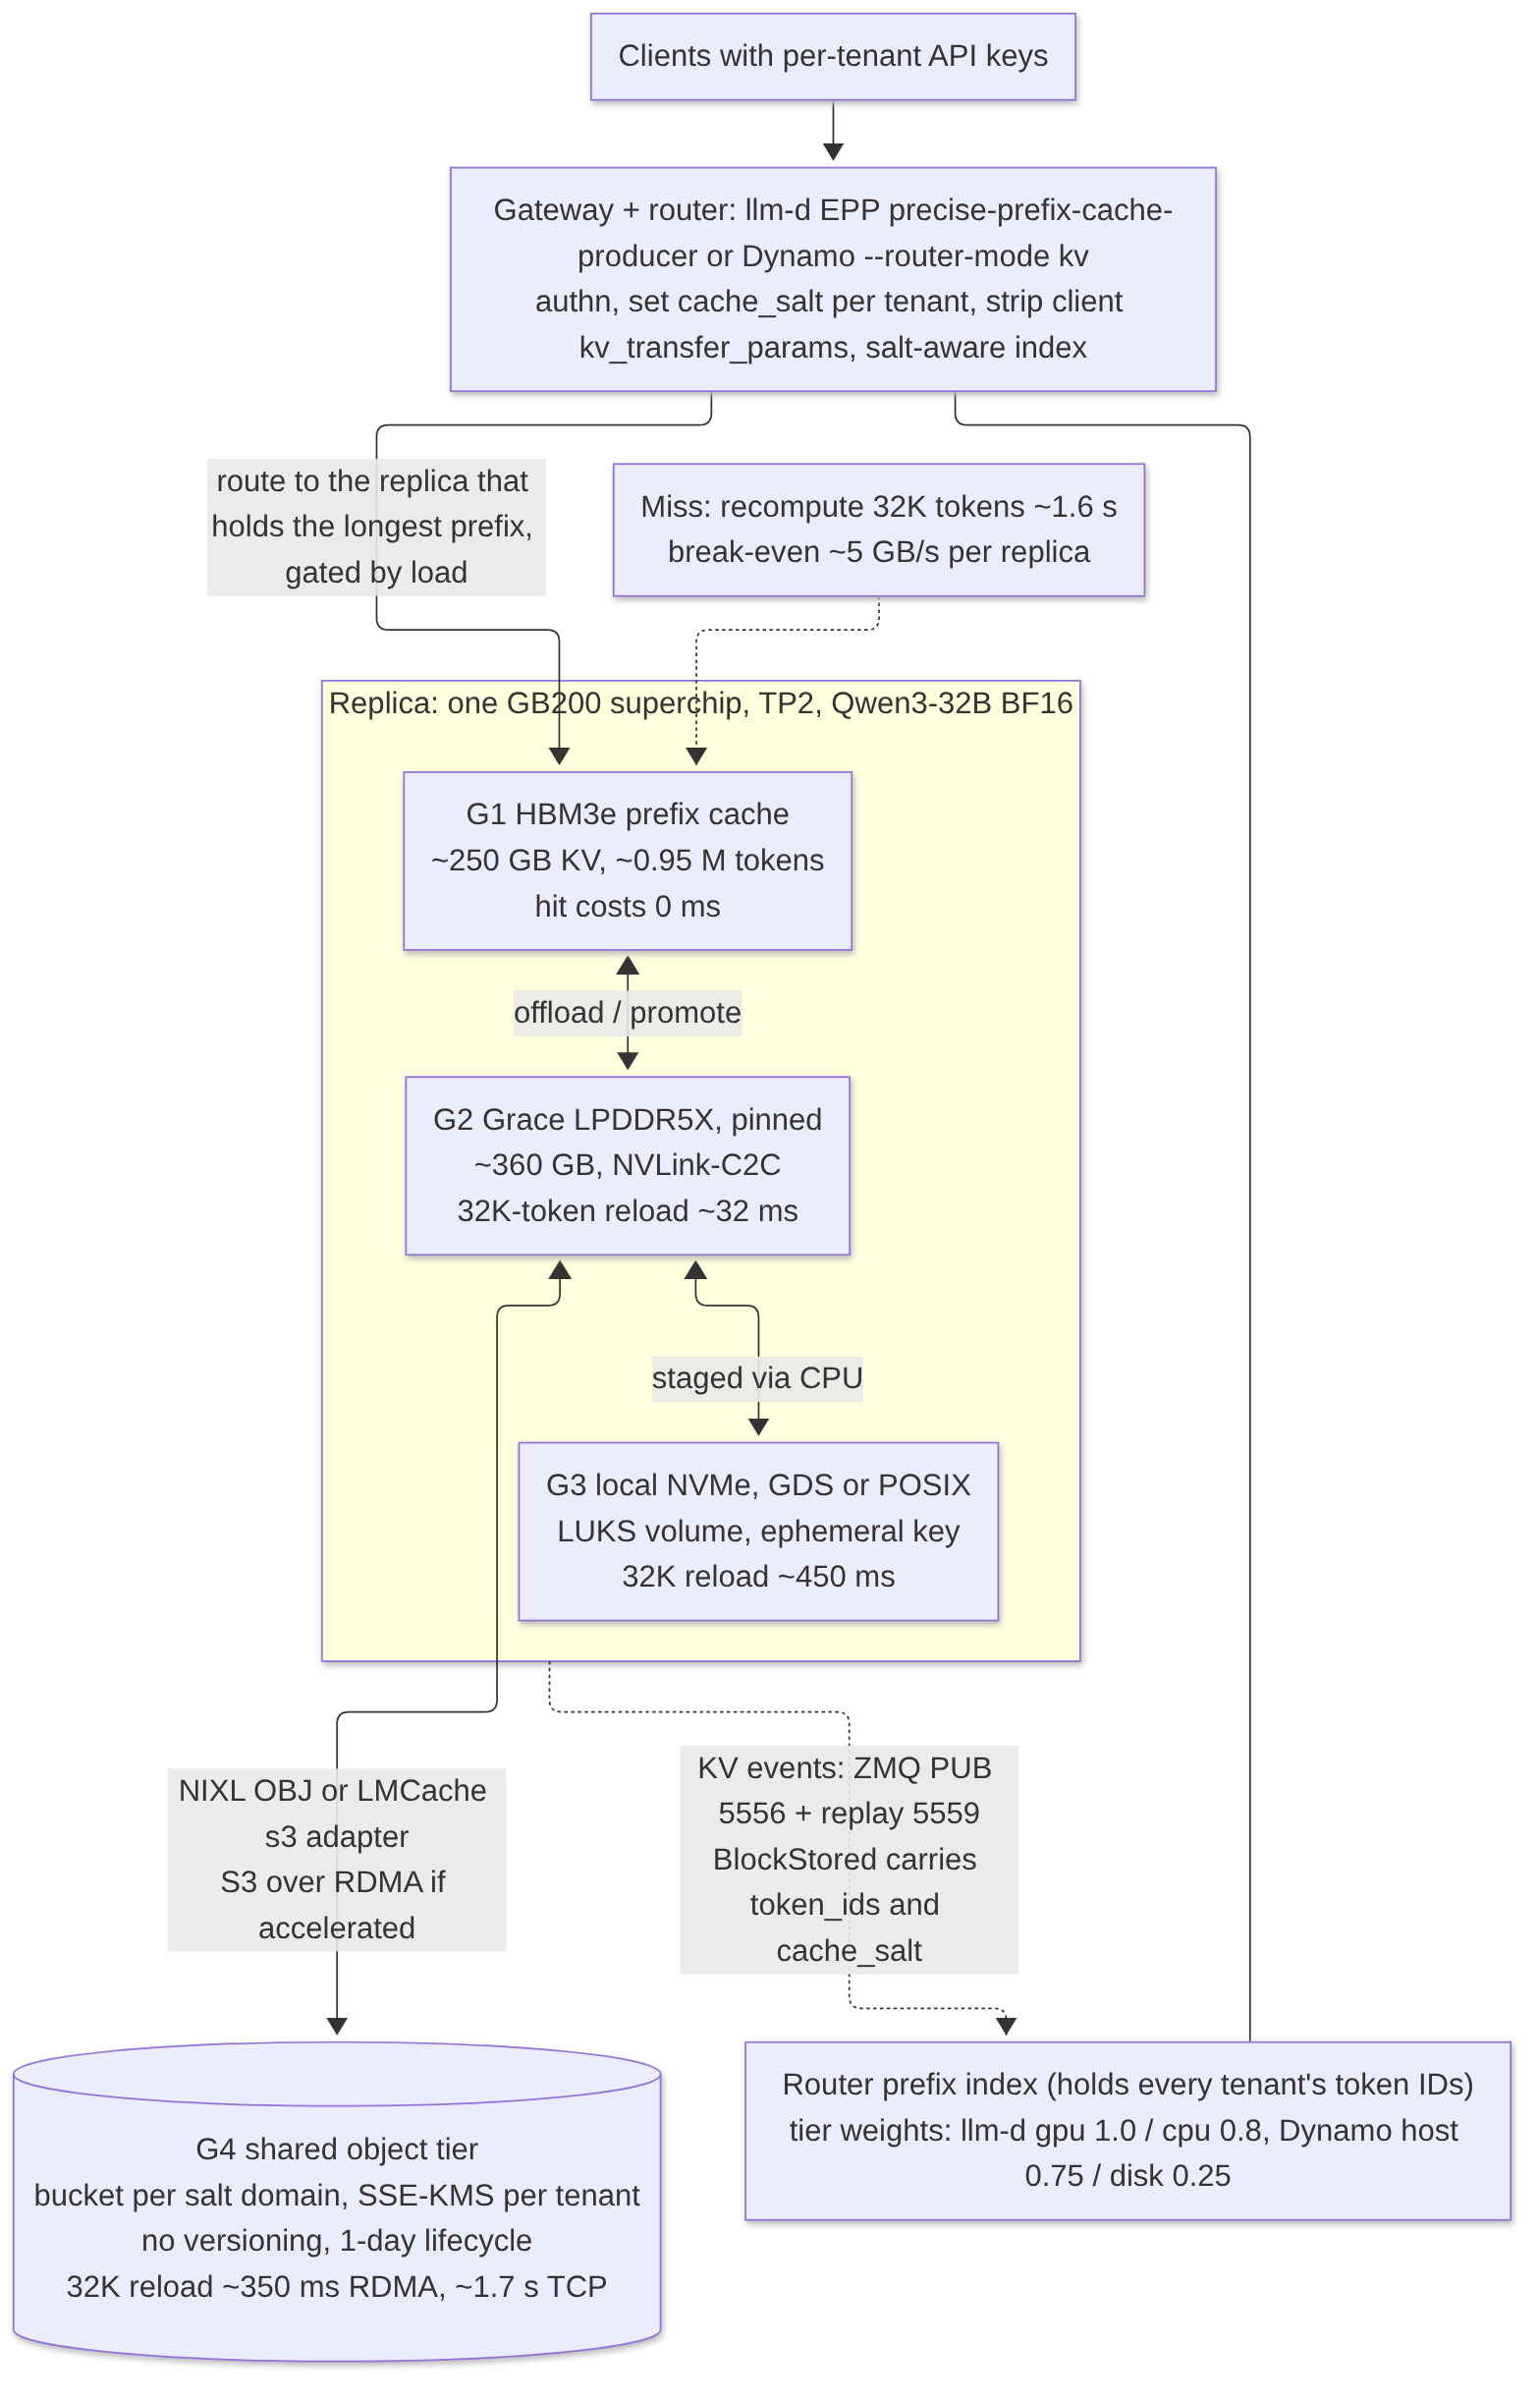 Clients with per-tenant API keys
Gateway + router: llm-d EPP precise-prefix-cache-
producer or Dynamo --router-mode kv
authn, set cache_salt per tenant, strip client
kv_transfer_params, salt-aware index
route to the replica that
holds the longest prefix,
gated by load
Miss: recompute 32K tokens ~1.6 s
break-even ~5 GB/s per replica
Replica: one GB200 superchip, TP2, Qwen3-32B BF16
G1 HBM3e prefix cache
~250 GB KV, ~0.95 M tokens
hit costs 0 ms
offload / promote
G2 Grace LPDDR5X, pinned
~360 GB, NVLink-C2C
32K-token reload ~32 ms
staged via CPU
G3 local NVMe, GDS or POSIX
LUKS volume, ephemeral key
32K reload ~450 ms
NIXL OBJ or LMCache
s3 adapter
S3 over RDMA if
accelerated
KV events: ZMQ PUB
5556 + replay 5559
BlockStored carries
token_ids and
cache_salt
G4 shared object tier
bucket per salt domain, SSE-KMS per tenant
no versioning, 1-day lifecycle
32K reload ~350 ms RDMA, ~1.7 s TCP
Router prefix index (holds every tenant's token IDs)
tier weights: llm-d gpu 1.0 / cpu 0.8, Dynamo host
0.75 / disk 0.25